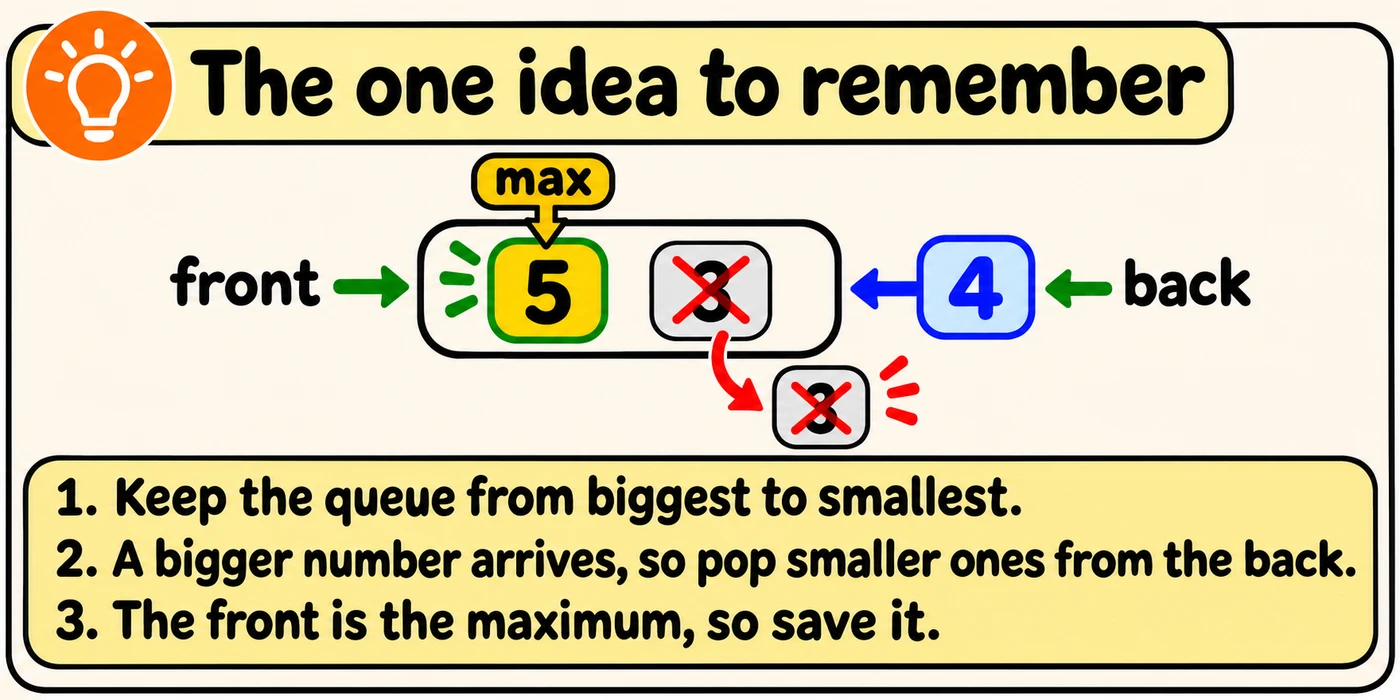 The one idea to remember
max
front
5
3
4
back
3
1. Keep the queue from biggest to smallest.
2. A bigger number arrives, so pop smaller ones from the back.
3. The front is the maximum, so save it.